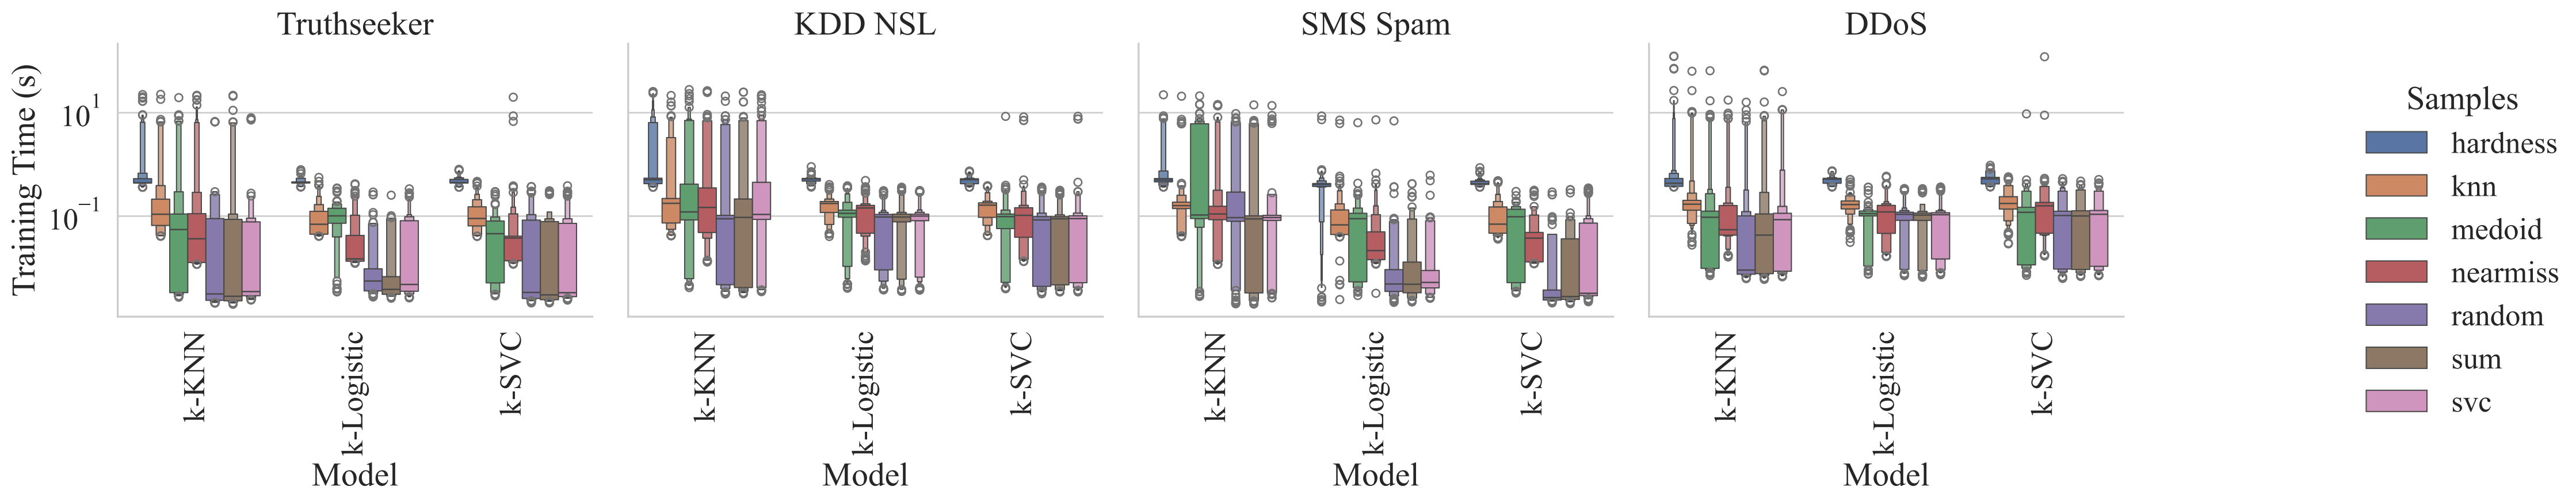 Truthseeker
KDD NSL
SMS Spam
DDoS
Training Time (s)
10^1
10^-1
k-KNN
k-Logistic
k-SVC
k-KNN
k-Logistic
k-SVC
k-KNN
k-Logistic
k-SVC
k-KNN
k-Logistic
k-SVC
Model
Model
Model
Model
Samples
hardness
knn
medoid
nearmiss
random
sum
svc